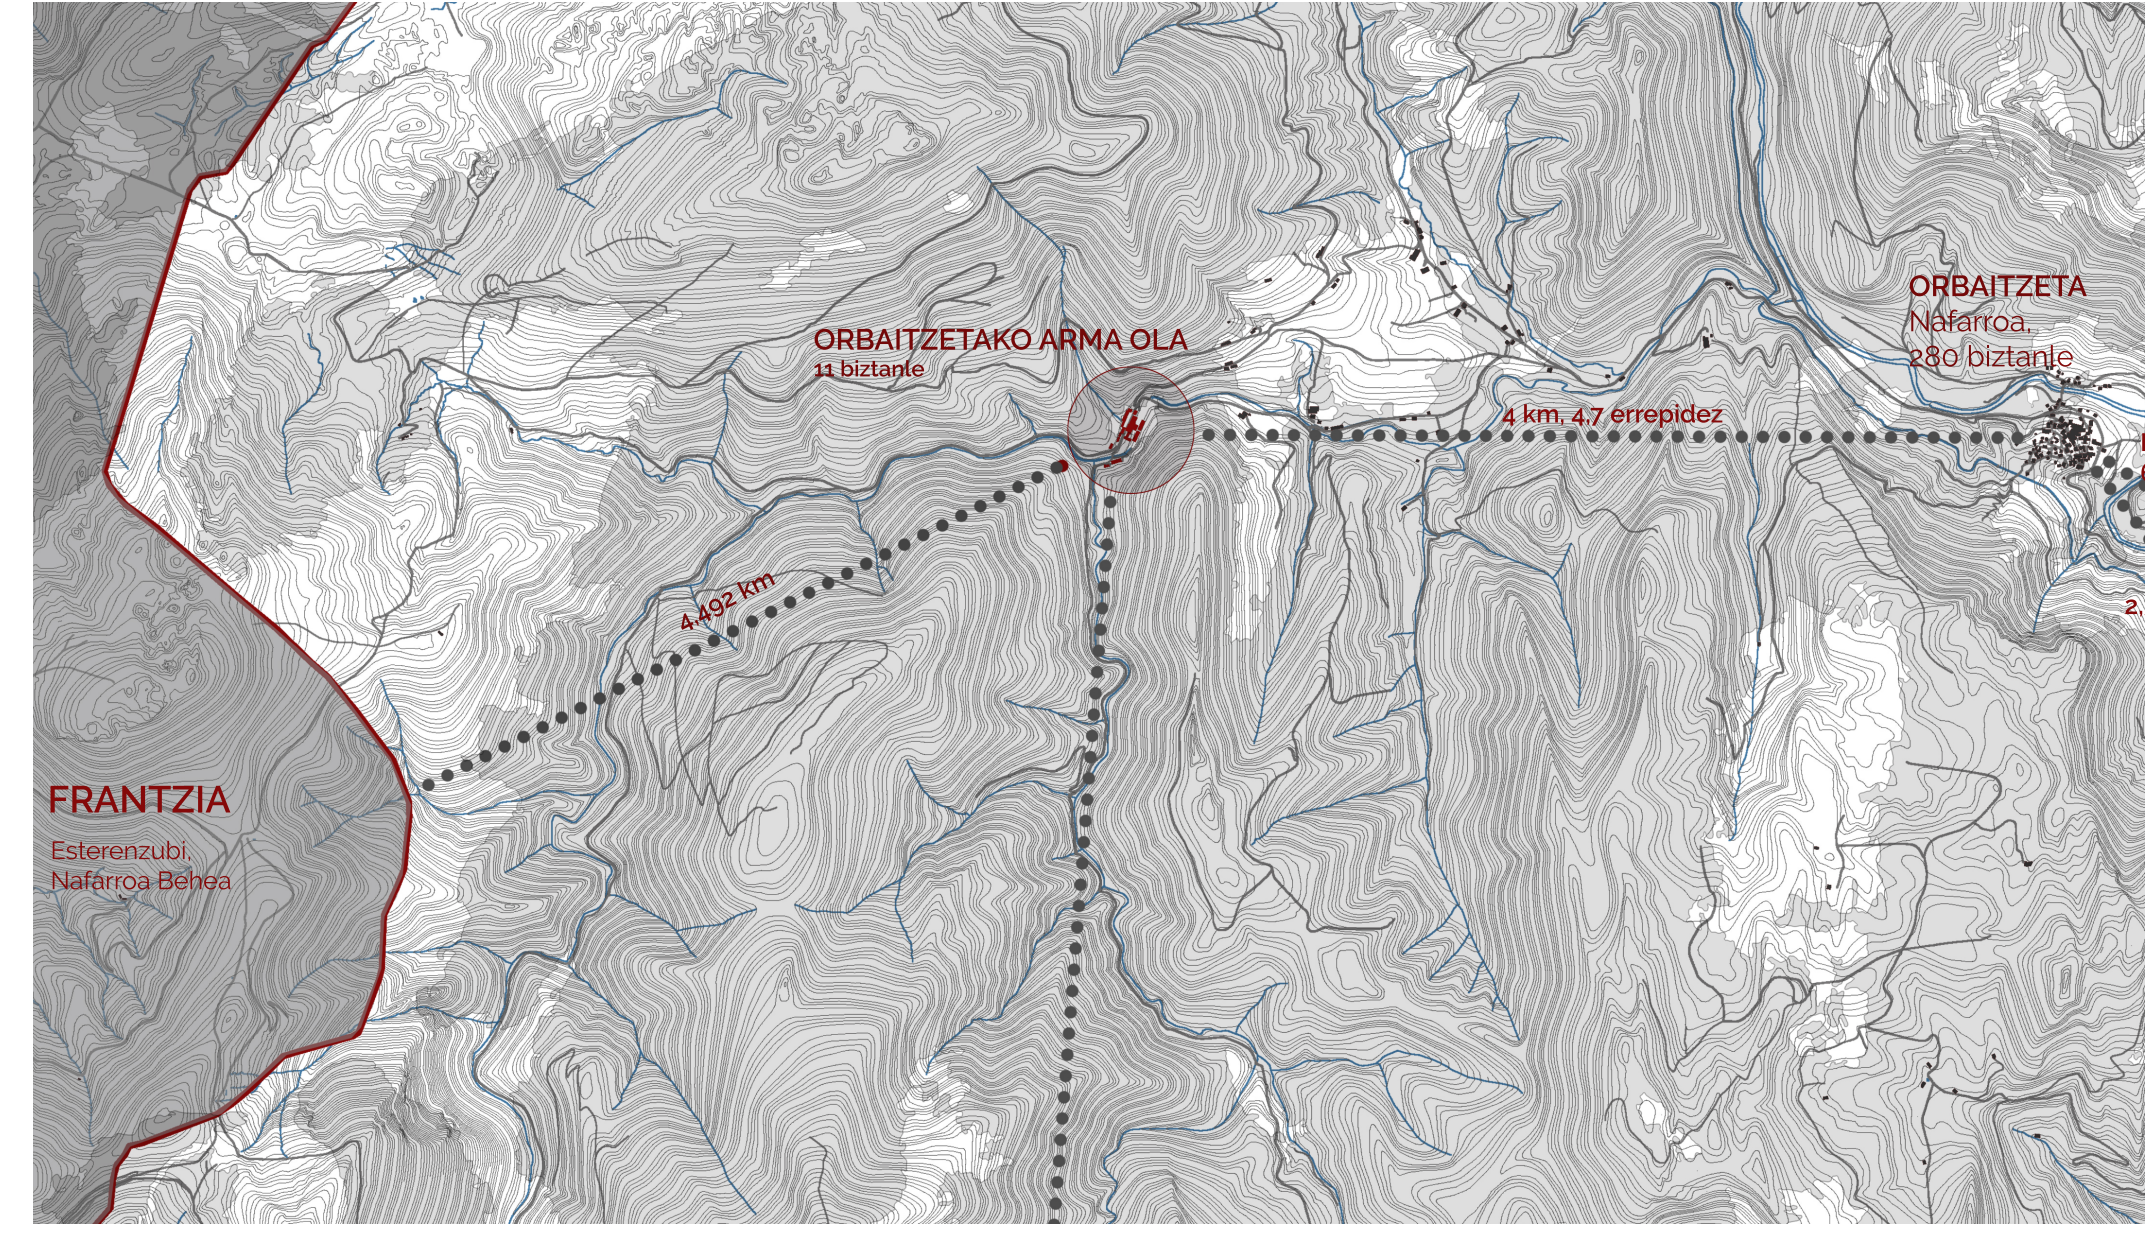 ORBAITZETA
Nafarroa,
280 biztanle
ORBAITZETAKO ARMA OLA
11 biztanle
4 km, 4,7 errepidez
4,492 km
2,
FRANTZIA
Esterenzubi,
Nafarroa Behea